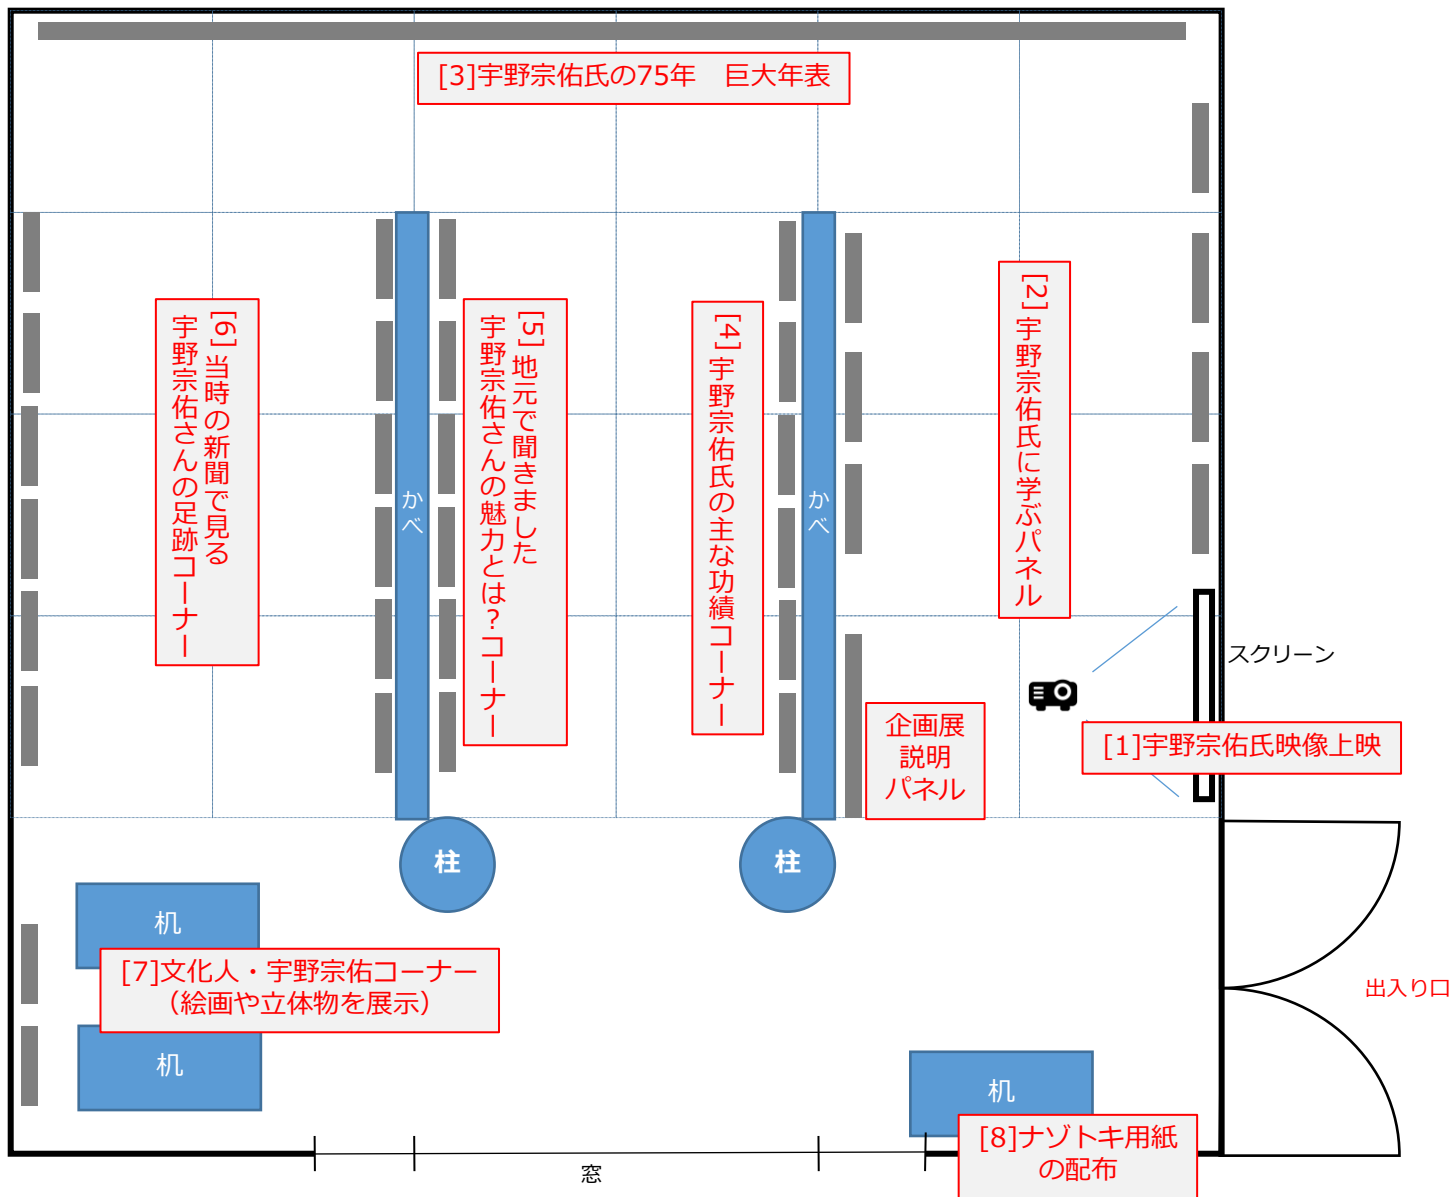 [3]宇野宗佑氏の75年　巨大年表
[2]宇野宗佑氏に学ぶパネル
[4]宇野宗佑氏の主な功績コーナー
[5]地元で聞きました
宇野宗佑さんの魅力とは？コーナー
[6]当時の新聞で見る
宇野宗佑さんの足跡コーナー
かべ
かべ
スクリーン
[1]宇野宗佑氏映像上映
企画展
説明
パネル
柱
柱
机
[7]文化人・宇野宗佑コーナー
（絵画や立体物を展示）
机
出入り口
机
[8]ナゾトキ用紙
の配布
窓